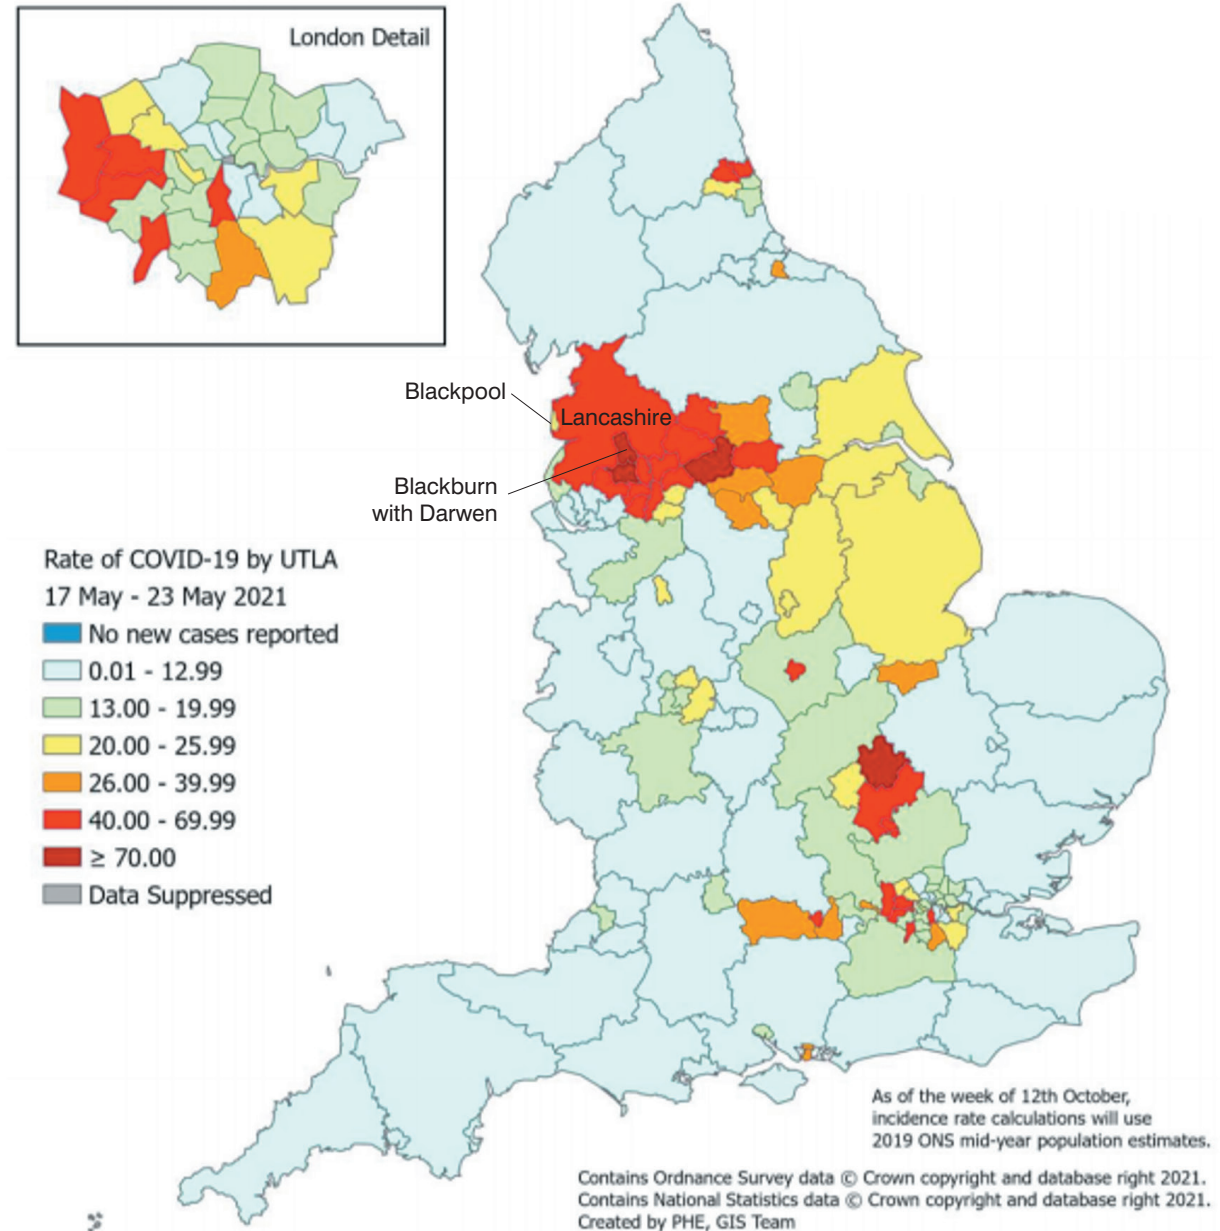 London Detail
Blackpool
Lancashire
Blackburn
with Darwen
Rate of COVID-19 by UTLA
17 May - 23 May 2021
No new cases reported
0.01 - 12.99
13.00 - 19.99
20.00 - 25.99
26.00 - 39.99
40.00 - 69.99
≥ 70.00
Data Suppressed
As of the week of 12th October,
incidence rate calculations will use
2019 ONS mid-year population estimates.
Contains Ordnance Survey data © Crown copyright and database right 2021.
Contains National Statistics data © Crown copyright and database right 2021.
Created by PHE, GIS Team